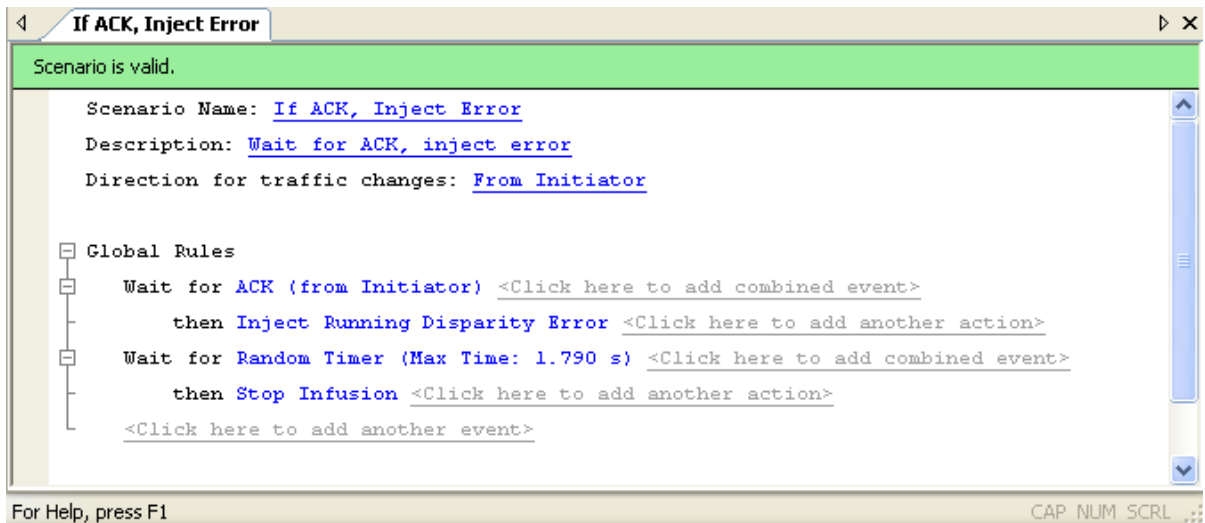 If ACK, Inject Error
Scenario is valid.
Scenario Name: If ACK, Inject Error
Description: Wait for ACK, inject error
Direction for traffic changes: From Initiator
Global Rules
Wait for ACK (from Initiator) <Click here to add combined event>
then Inject Running Disparity Error <Click here to add another action>
Wait for Random Timer (Max Time: 1.790 s) <Click here to add combined event>
then Stop Infusion <Click here to add another action>
<Click here to add another event>
For Help, press F1 CAP NUM SCRL